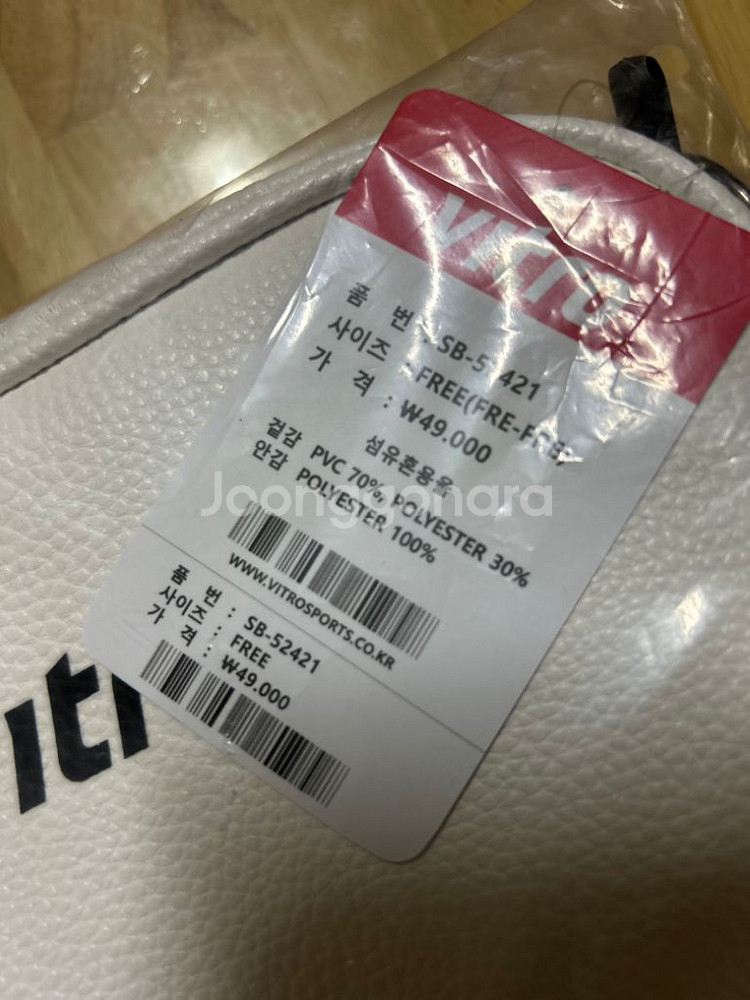 vitro
품 번 : SB-52421
사이즈 : FREE(FRE-FRE)
가 격 : ₩49.000
섬유혼용율
겉감 PVC 70% POLYESTER 30%
안감 POLYESTER 100%
WWW.VITROSPORTS.CO.KR
품 번 : SB-52421
사이즈 : FREE
가 격 : ₩49.000
itr
Joonggonara